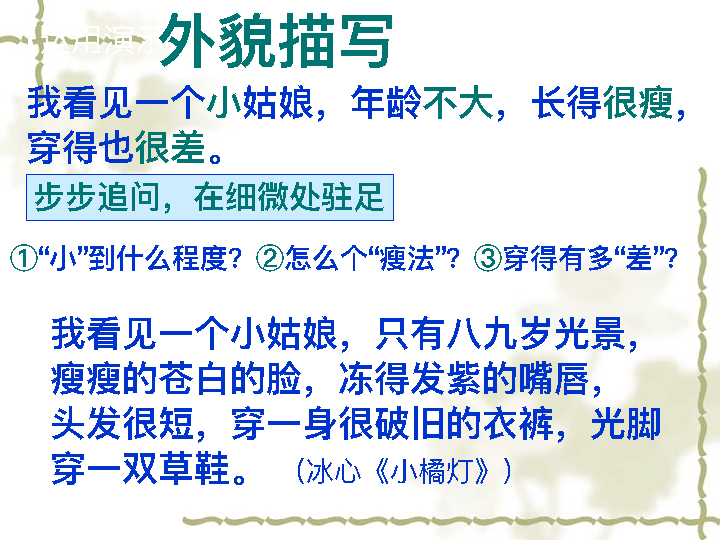 运用演示
外貌描写
我看见一个小姑娘，年龄不大，长得很瘦，
穿得也很差。
步步追问，在细微处驻足
①“小”到什么程度？②怎么个“瘦法”？③穿得有多“差”？
我看见一个小姑娘，只有八九岁光景，
瘦瘦的苍白的脸，冻得发紫的嘴唇，
头发很短，穿一身很破旧的衣裤，光脚
穿一双草鞋。（冰心《小橘灯》）